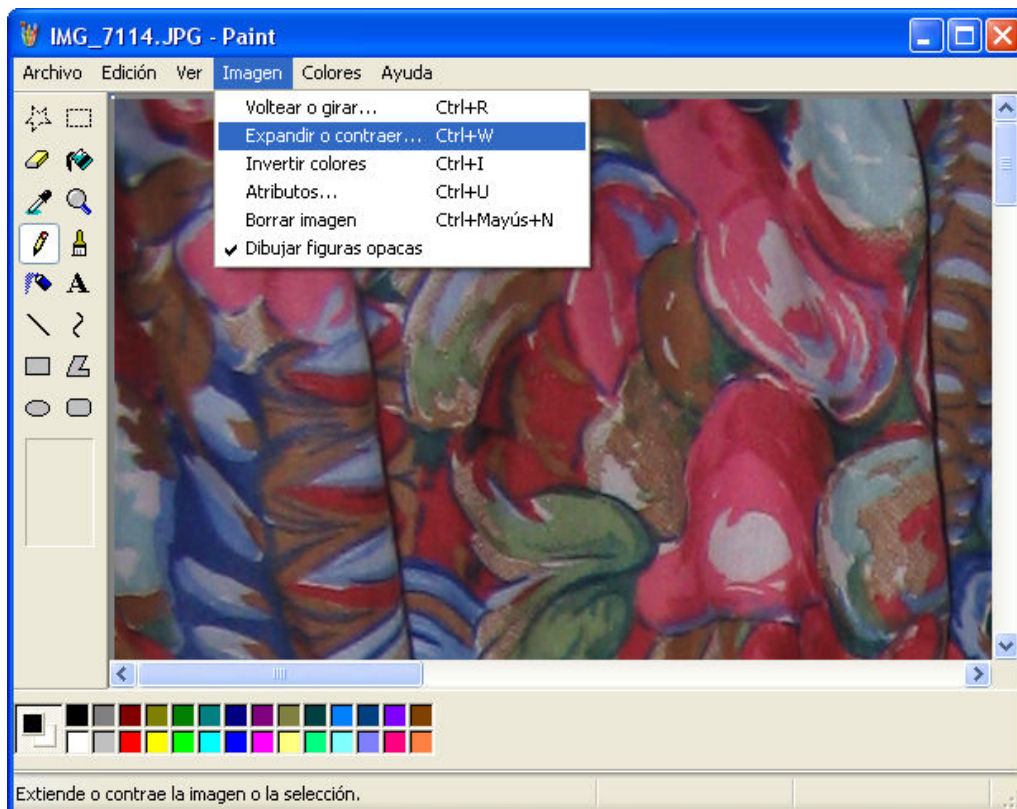 IMG_7114.JPG - Paint
Archivo Edición Ver Imagen Colores Ayuda
Voltear o girar... Ctrl+R
Expandir o contraer... Ctrl+W
Invertir colores Ctrl+I
Atributos... Ctrl+U
Borrar imagen Ctrl+Mayús+N
Dibujar figuras opacas
A
Extiende o contrae la imagen o la selección.